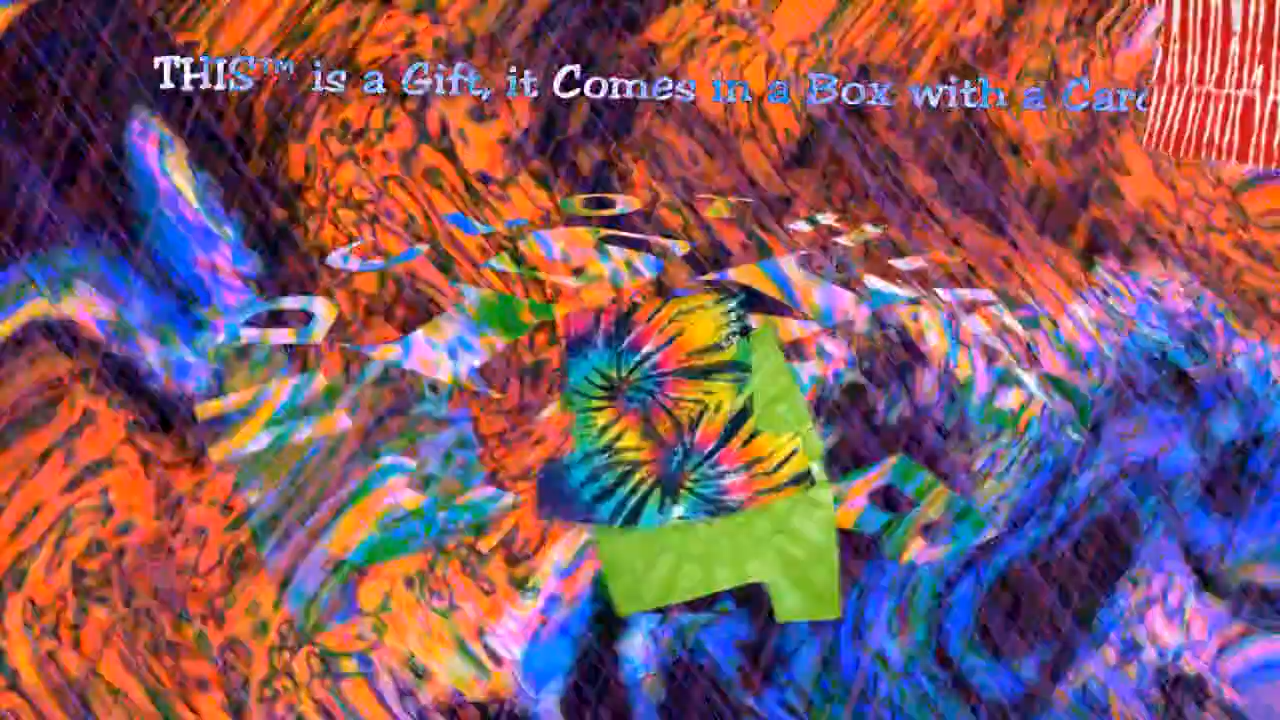 THIS™ is a Gift, it Comes in a Box with a